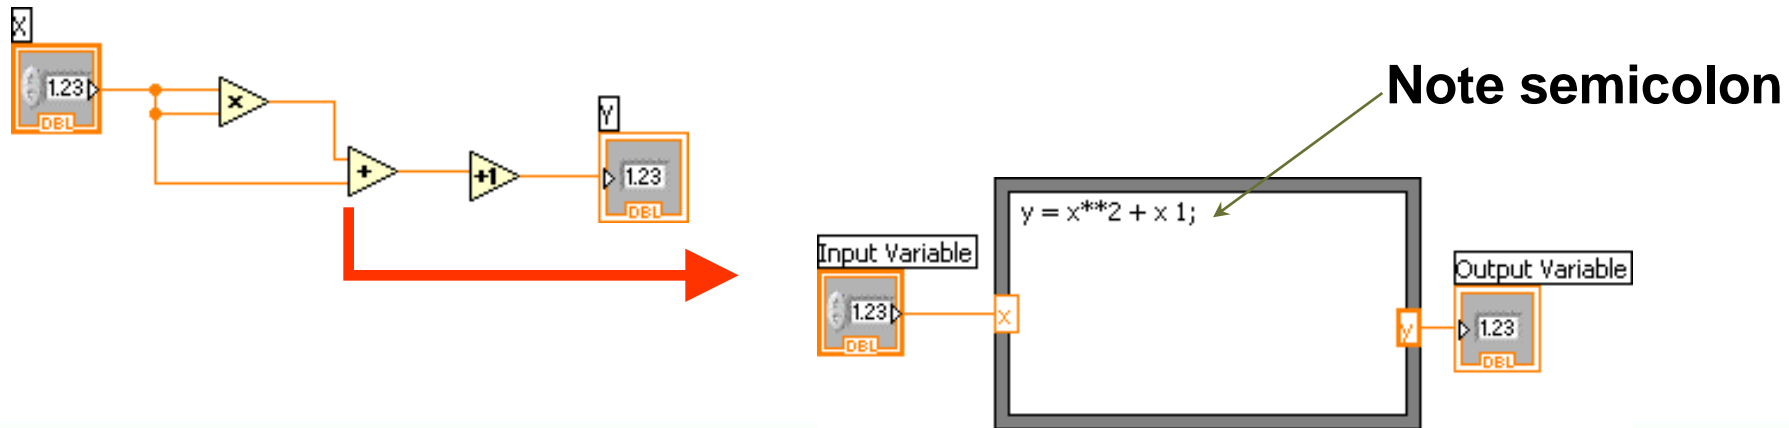 X
1.23
DBL
x
+
+1
Y
1.23
DBL
Note semicolon
y = x**2 + x 1;
Input Variable
1.23
DBL
x
y
Output Variable
1.23
DBL